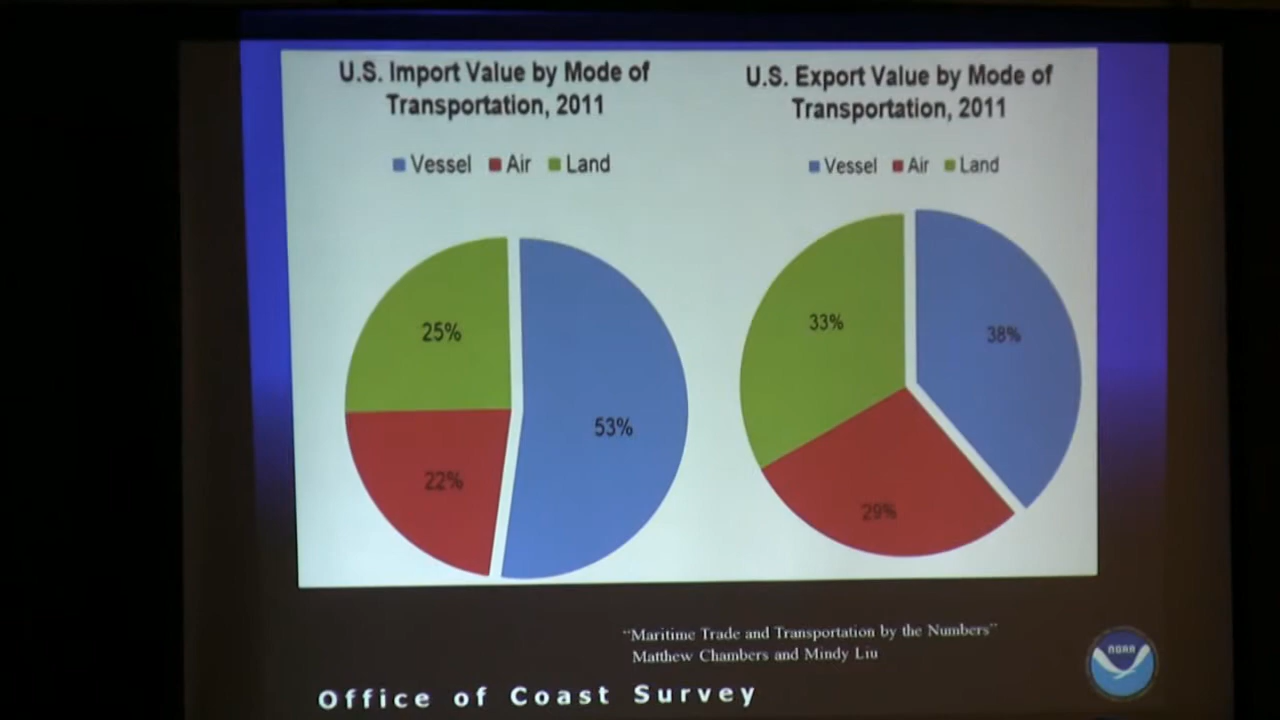 U.S. Import Value by Mode of
Transportation, 2011
Vessel Air Land
25%
53%
22%
U.S. Export Value by Mode of
Transportation, 2011
Vessel Air Land
33%
38%
29%
"Maritime Trade and Transportation by the Numbers"
Matthew Chambers and Mindy Liu
NOAA
Office of Coast Survey